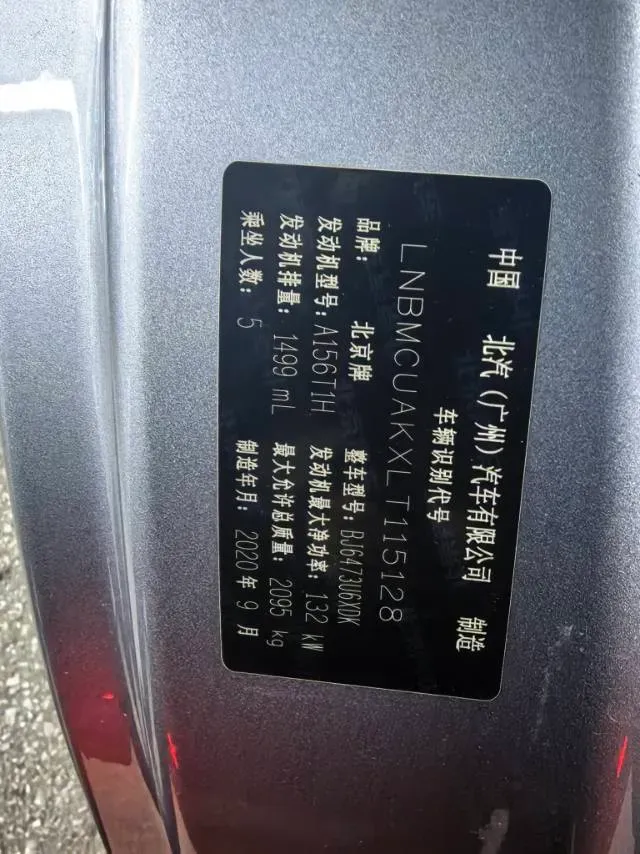 中国 北汽(广州)汽车有限公司 制造
车辆识别代号
LNBMCUAKXLT115128
品牌: 北京牌 整车型号: BJ6473U6X0K
发动机型号: A156T1H 发动机最大净功率: 132 kW
发动机排量: 1499 mL 最大允许总质量: 2095 kg
乘坐人数: 5 制造年月: 2020 年 9 月